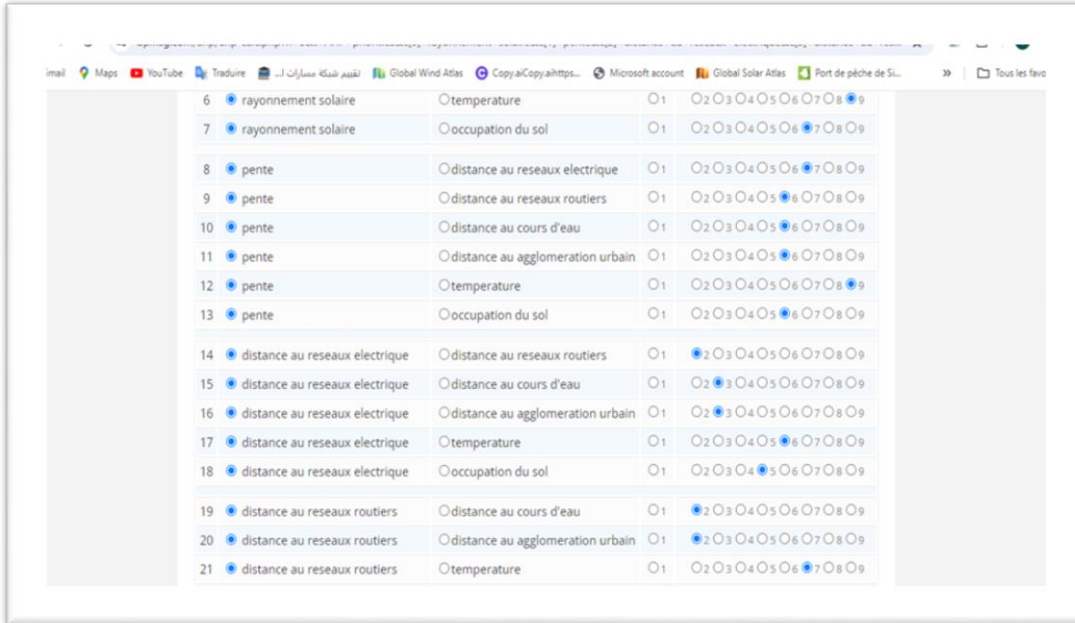 imail Maps YouTube Traduire تقييم شبكة مسارات ا... Global Wind Atlas Copy.aiCopy.aihttps... Microsoft account Global Solar Atlas Port de pêche de Si... » Tous les favo
6 rayonnement solaire temperature 1 2 3 4 5 6 7 8 9
7 rayonnement solaire occupation du sol 1 2 3 4 5 6 7 8 9
8 pente distance au reseaux electrique 1 2 3 4 5 6 7 8 9
9 pente distance au reseaux routiers 1 2 3 4 5 6 7 8 9
10 pente distance au cours d'eau 1 2 3 4 5 6 7 8 9
11 pente distance au agglomeration urbain 1 2 3 4 5 6 7 8 9
12 pente temperature 1 2 3 4 5 6 7 8 9
13 pente occupation du sol 1 2 3 4 5 6 7 8 9
14 distance au reseaux electrique distance au reseaux routiers 1 2 3 4 5 6 7 8 9
15 distance au reseaux electrique distance au cours d'eau 1 2 3 4 5 6 7 8 9
16 distance au reseaux electrique distance au agglomeration urbain 1 2 3 4 5 6 7 8 9
17 distance au reseaux electrique temperature 1 2 3 4 5 6 7 8 9
18 distance au reseaux electrique occupation du sol 1 2 3 4 5 6 7 8 9
19 distance au reseaux routiers distance au cours d'eau 1 2 3 4 5 6 7 8 9
20 distance au reseaux routiers distance au agglomeration urbain 1 2 3 4 5 6 7 8 9
21 distance au reseaux routiers temperature 1 2 3 4 5 6 7 8 9